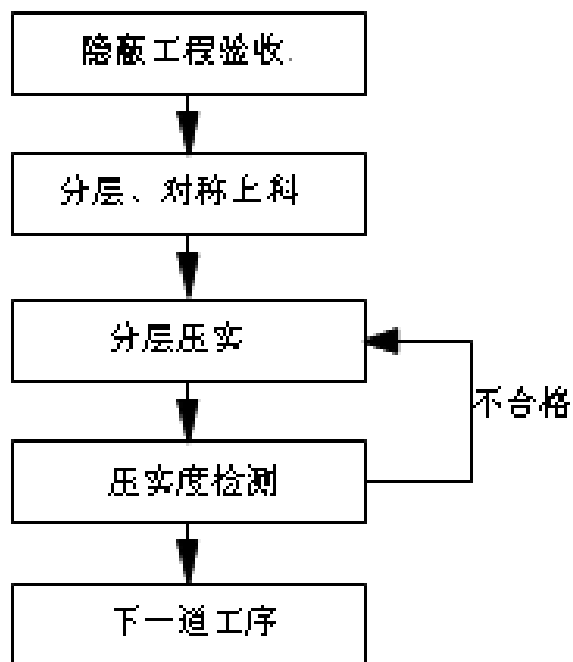 隐蔽工程验收
分层、对称上料
分层压实
不合格
压实度检测
下一道工序